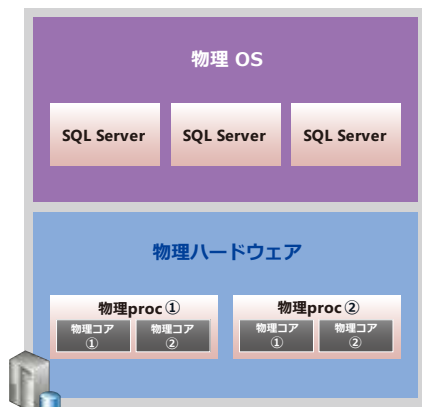 物理 OS
SQL Server SQL Server SQL Server
物理ハードウェア
物理proc① 物理proc②
物理コア 物理コア 物理コア 物理コア
① ② ① ②